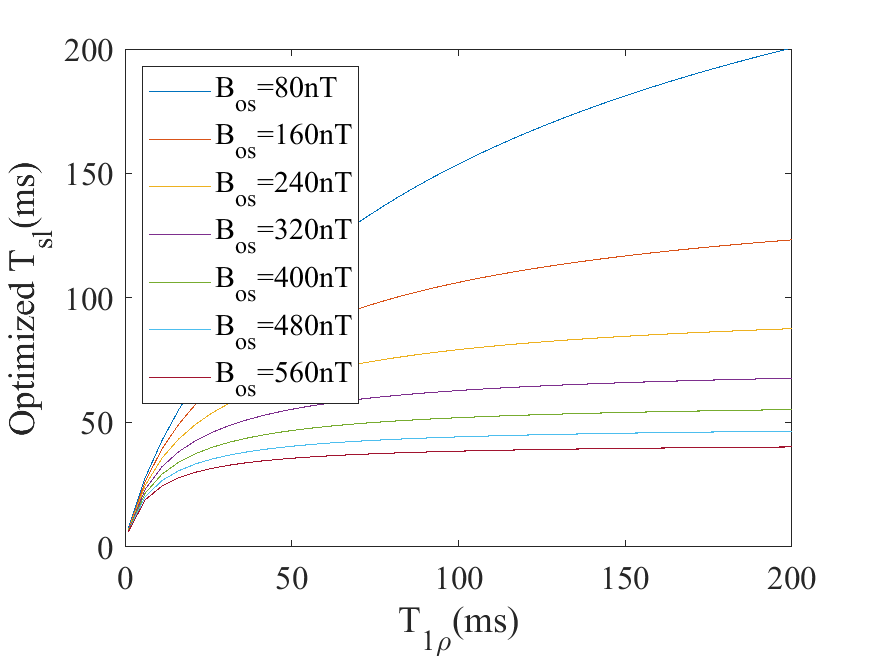 200
150
100
50
0
0 50 100 150 200
Optimized T_sl(ms)
T_1ρ(ms)
B_os=80nT
B_os=160nT
B_os=240nT
B_os=320nT
B_os=400nT
B_os=480nT
B_os=560nT